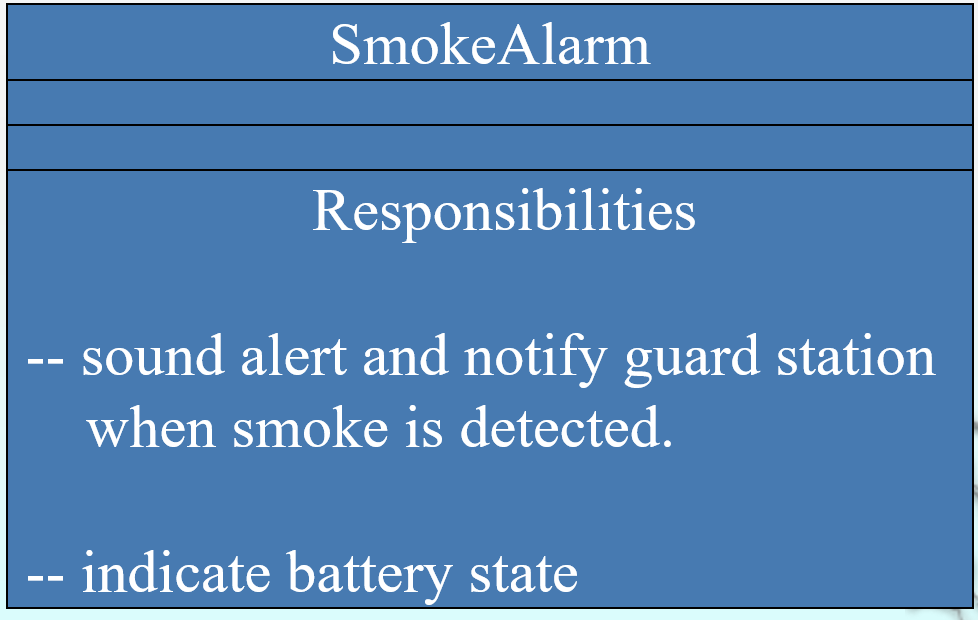 SmokeAlarm
Responsibilities
-- sound alert and notify guard station
when smoke is detected.
-- indicate battery state